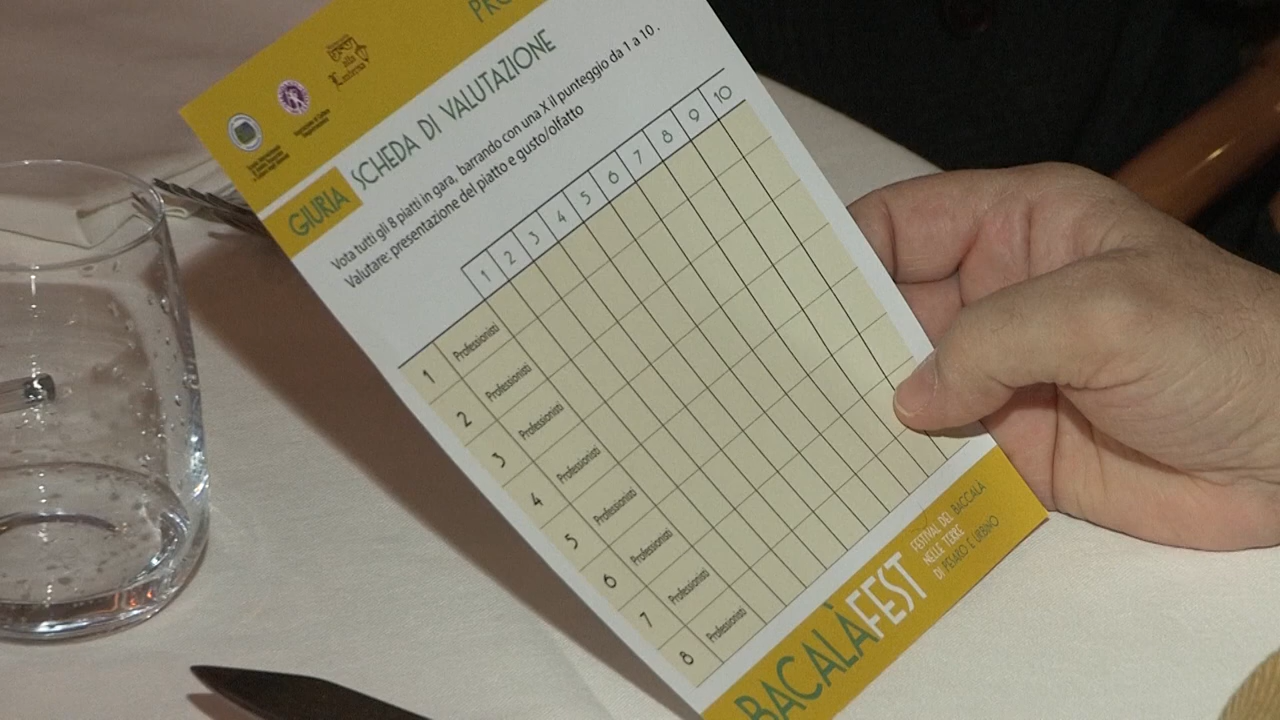 PRO
GIURIA SCHEDA DI VALUTAZIONE
Vota tutti gli 8 piatti in gara, barrando con una X il punteggio da 1 a 10.
Valutare: presentazione del piatto e gusto/olfatto
1 2 3 4 5 6 7 8 9 10
1 Professionisti
2 Professionisti
3 Professionisti
4 Professionisti
5 Professionisti
6 Professionisti
7 Professionisti
8 Professionisti
BACALÀFEST
FESTIVAL DEL BACCALÀ
NELLE TERRE
DI PESARO E URBINO